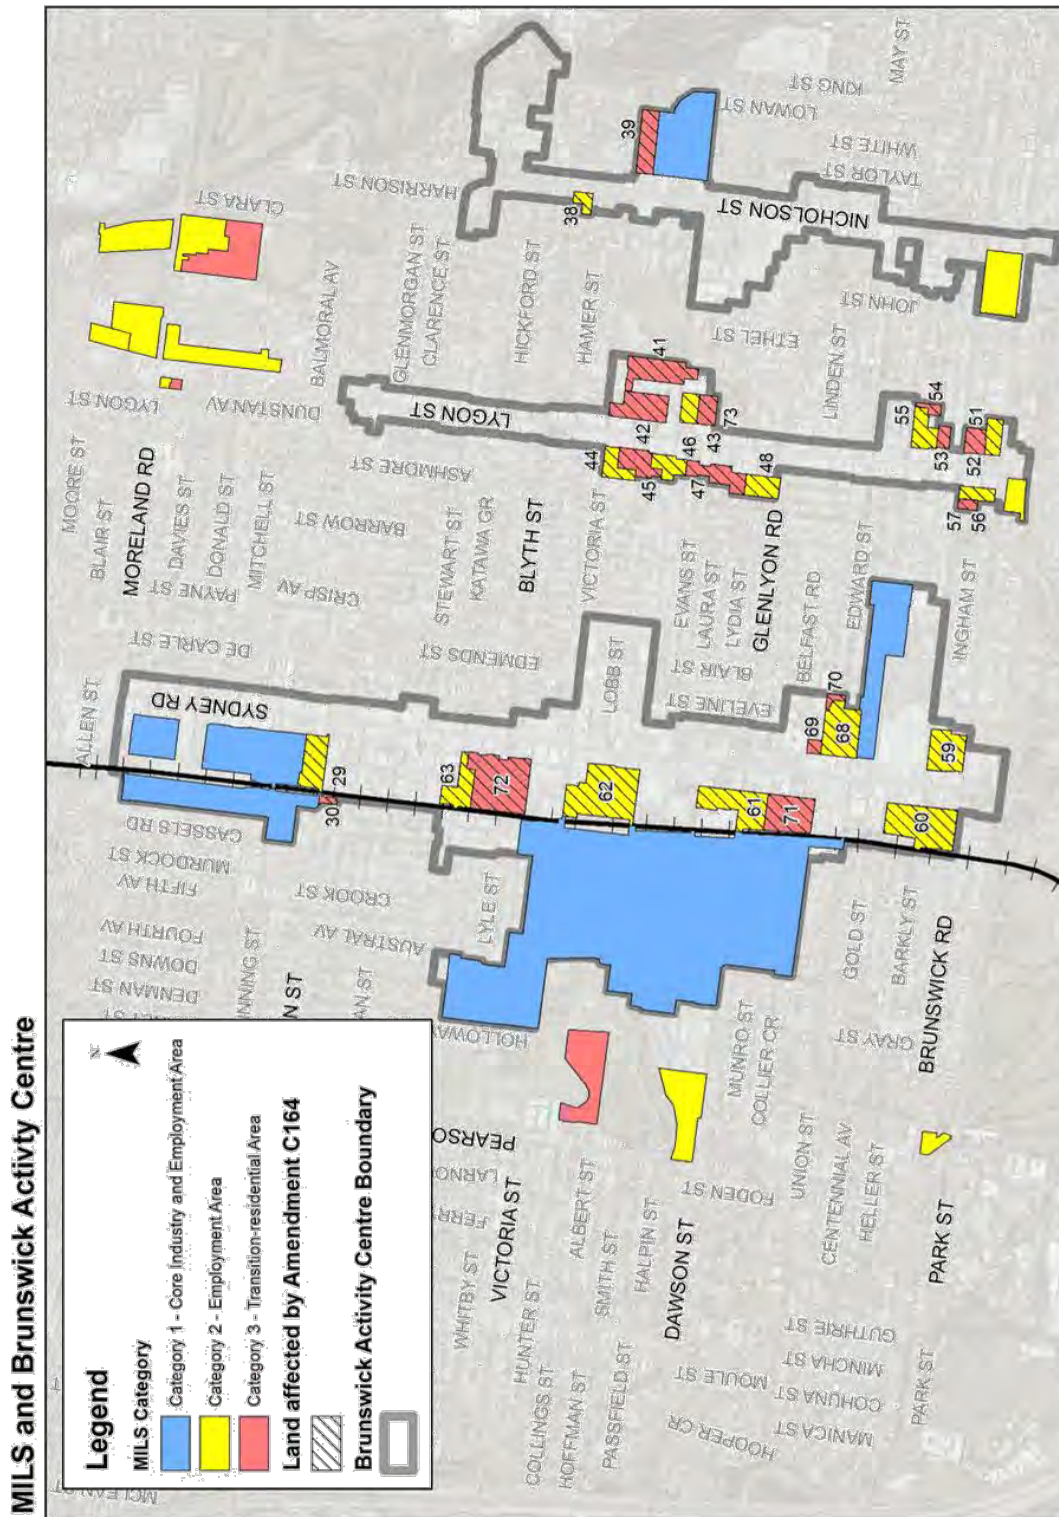 MILS and Brunswick Activty Centre
Legend
N
MILS Category
Category 1 - Core Industry and Employment Area
Category 2 - Employment Area
Category 3 - Transition-residential Area
Land affected by Amendment C164
Brunswick Activity Centre Boundary
MOORE ST
BLAIR ST
MORELAND RD
DAVIES ST
DONALD ST
MITCHELL ST
PAYNE ST
CRISP AV
DE CARLE ST
ALLEN ST
SYDNEY RD
CASSELS RD
MURDOCK ST
FIFTH AV
FOURTH AV
DOWNS ST
DENMAN ST
CROOK ST
AUSTRAL AV
LYGON ST
DUNSTAN AV
BALMORAL AV
CLARA ST
GLENMORGAN ST
CLARENCE ST
HARRISON ST
HICKFORD ST
HAMER ST
LYGON ST
ASHMORE ST
BARROW ST
STEWART ST
KATAWA GR
BLYTH ST
EDMENDS ST
VICTORIA ST
LOBB ST
EVANS ST
LAURA ST
LYDIA ST
BLAIR ST
EVELINE ST
GLENLYON RD
BELFAST RD
EDWARD ST
INGHAM ST
LINDEN ST
ETHEL ST
JOHN ST
NICHOLSON ST
TAYLOR ST
WHITE ST
LOWAN ST
KING ST
MAY ST
LYLE ST
HOLLOWAY
PEARSO
FERRY
WHITBY ST
VICTORIA ST
HUNTER ST
COLLINGS ST
HOFFMAN ST
ALBERT ST
SMITH ST
PASSFIELD ST
HALPIN ST
DAWSON ST
FODEN ST
MUNRO ST
COLLIER CR
UNION ST
CENTENNIAL AV
HELLER ST
GOLD ST
BARKLY ST
GRAY ST
BRUNSWICK RD
PARK ST
PARK ST
GUTHRIE ST
MINCHA ST
COHUNA ST
MANICA ST
MOULE ST
HOOPER CR
29
30
63
72
62
61
71
69
70
68
59
60
38
39
41
42
43
44
45
46
47
48
73
51
52
53
54
55
56
57